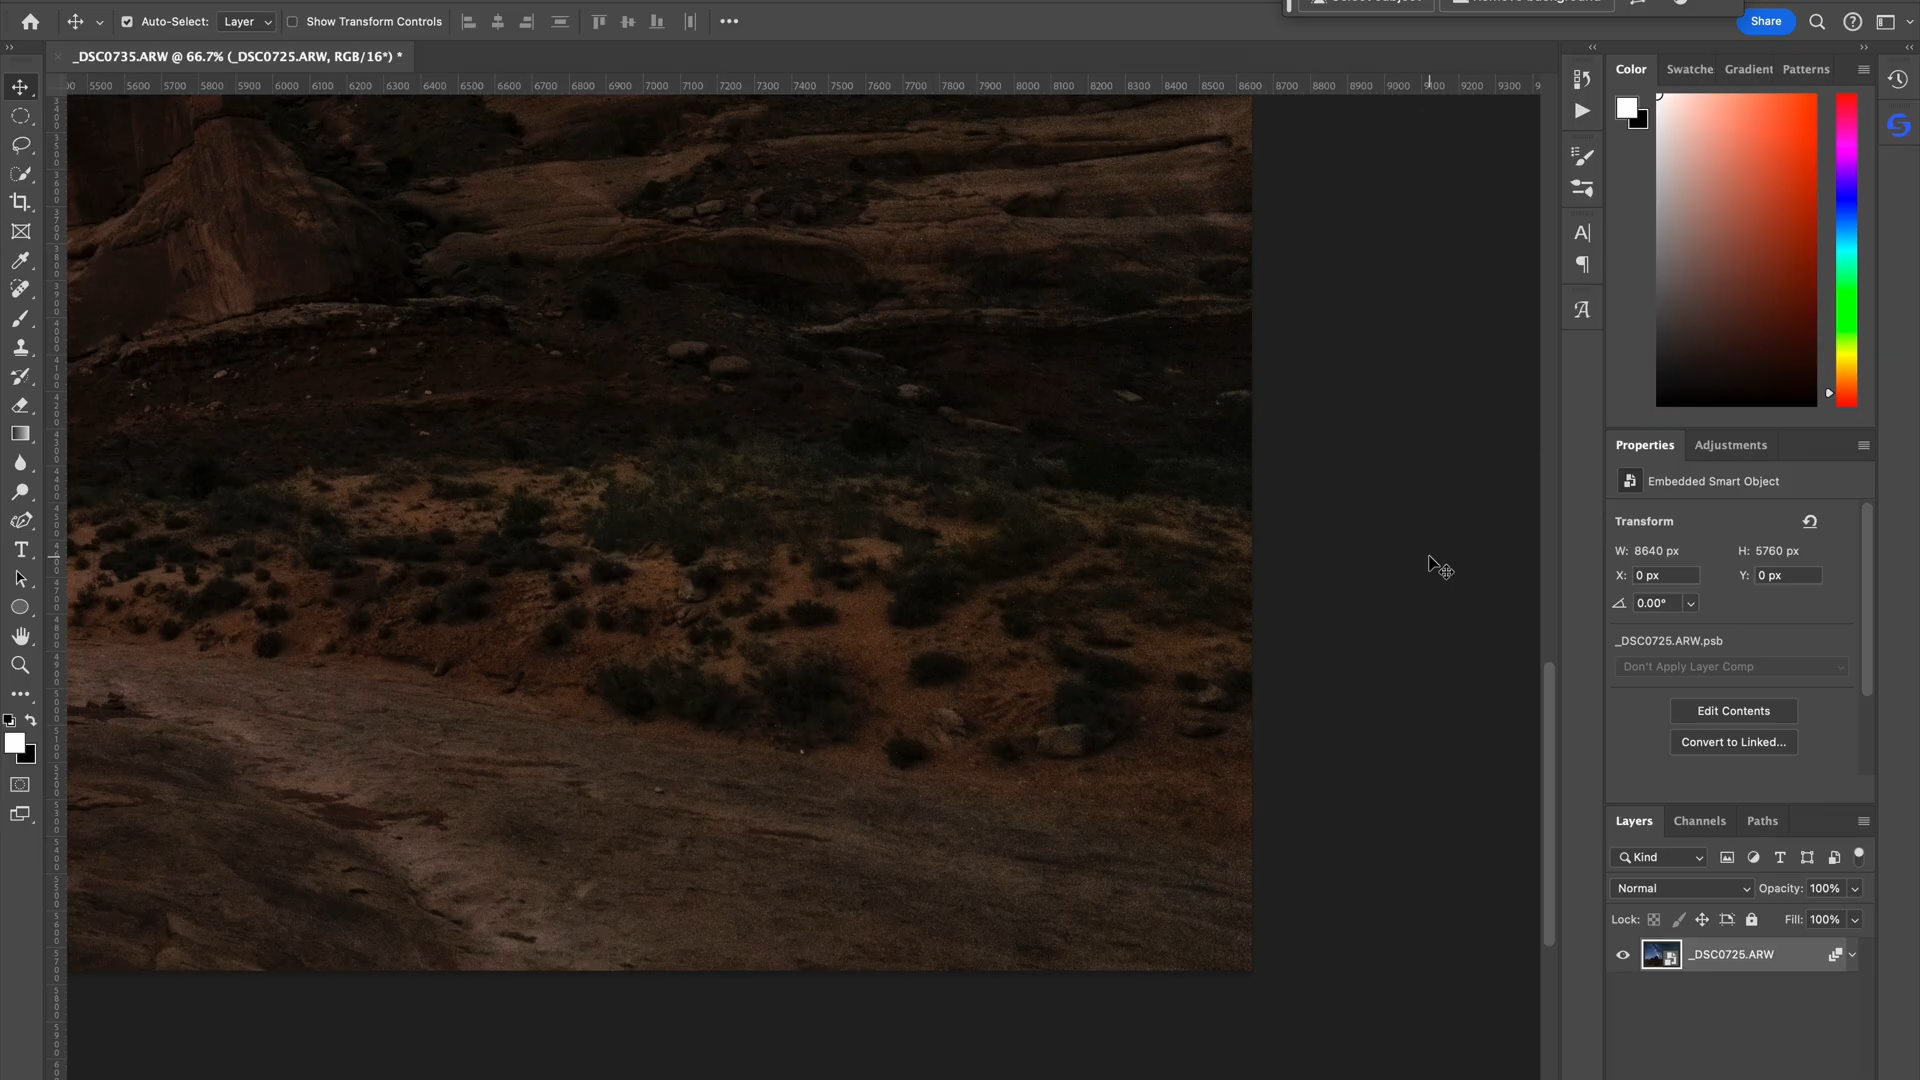 Auto-Select: Layer Show Transform Controls
Share
_DSC0735.ARW @ 66.7% (_DSC0725.ARW, RGB/16*) *
5500 5600 5700 5800 5900 6000 6100 6200 6300 6400 6500 6600 6700 6800 6900 7000 7100 7200 7300 7400 7500 7600 7700 7800 7900 8000 8100 8200 8300 8400 8500 8600 8700 8800 8900 9000 9100 9200 9300
Color Swatche Gradient Patterns
Properties Adjustments
Embedded Smart Object
Transform
W: 8640 px H: 5760 px
X: 0 px Y: 0 px
0.00°
_DSC0725.ARW.psb
Don't Apply Layer Comp
Edit Contents
Convert to Linked...
Layers Channels Paths
Kind
Normal Opacity: 100%
Lock: Fill: 100%
_DSC0725.ARW